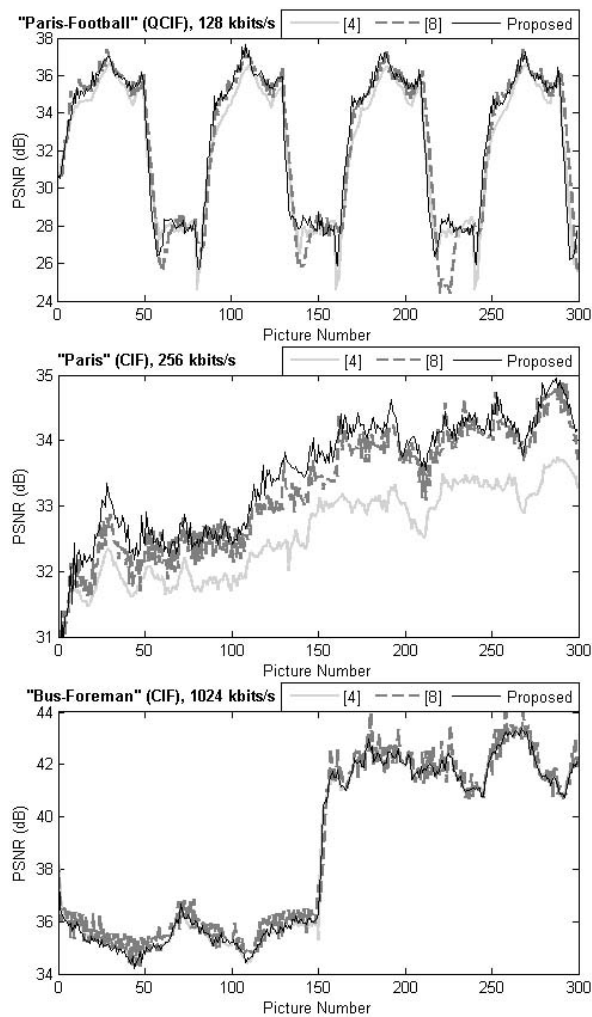 "Paris-Football" (QCIF), 128 kbits/s
[4] [8] Proposed
38
36
34
32
30
28
26
24
PSNR (dB)
0 50 100 150 200 250 300
Picture Number
"Paris" (CIF), 256 kbits/s
[4] [8] Proposed
35
34
33
32
31
PSNR (dB)
0 50 100 150 200 250 300
Picture Number
"Bus-Foreman" (CIF), 1024 kbits/s
[4] [8] Proposed
44
42
40
38
36
34
PSNR (dB)
0 50 100 150 200 250 300
Picture Number